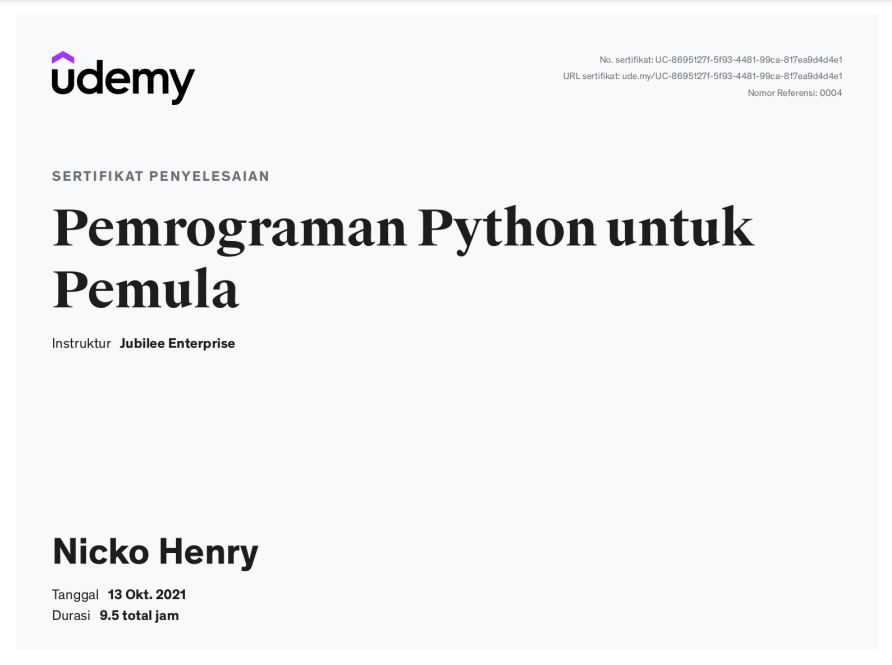 udemy
No. sertifikat: UC-8695127f-5f93-4481-99ca-817ea9d4d4e1
URL sertifikat: ude.my/UC-8695127f-5f93-4481-99ca-817ea9d4d4e1
Nomor Referensi: 0004
SERTIFIKAT PENYELESAIAN
Pemrograman Python untuk
Pemula
Instruktur Jubilee Enterprise
Nicko Henry
Tanggal 13 Okt. 2021
Durasi 9.5 total jam